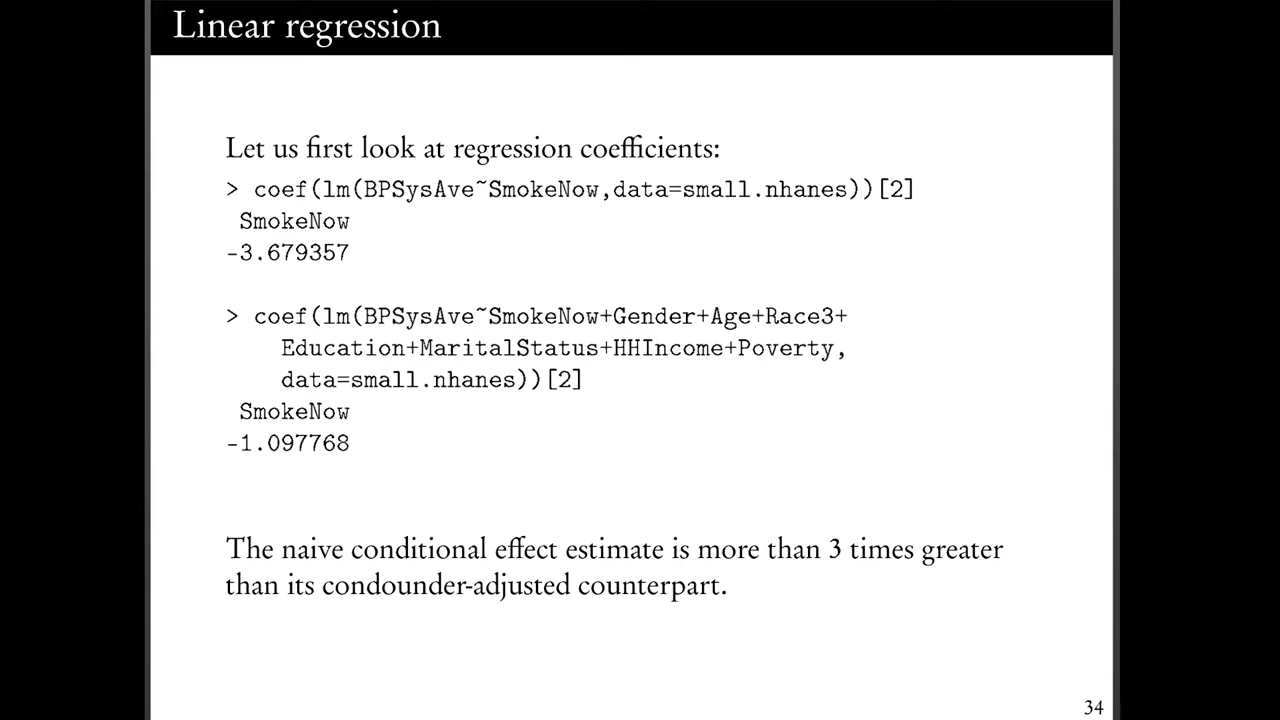 Linear regression
Let us first look at regression coefficients:
> coef(lm(BPSysAve~SmokeNow,data=small.nhanes))[2]
SmokeNow
-3.679357
> coef(lm(BPSysAve~SmokeNow+Gender+Age+Race3+
Education+MaritalStatus+HHIncome+Poverty,
data=small.nhanes))[2]
SmokeNow
-1.097768
The naive conditional effect estimate is more than 3 times greater
than its condounder-adjusted counterpart.
34